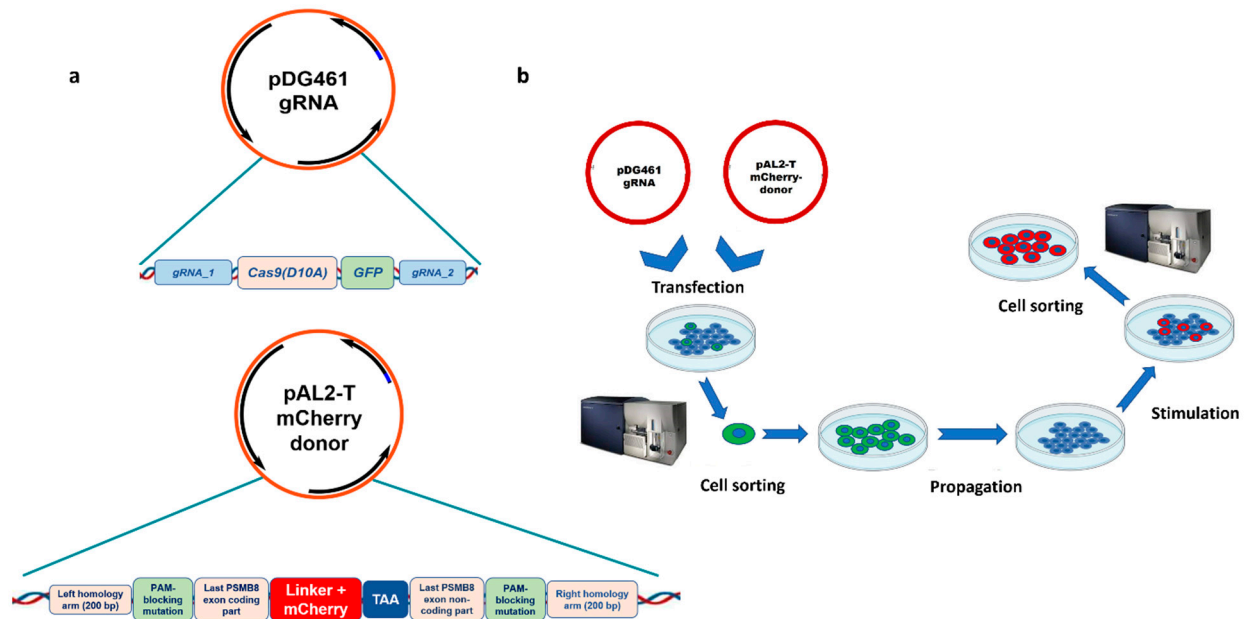 a
pDG461
gRNA
gRNA_1
Cas9(D10A)
GFP
gRNA_2
pAL2-T
mCherry
donor
Left homology
arm (200 bp)
PAM-
blocking
mutation
Last PSMB8
exon coding
part
Linker +
mCherry
TAA
Last PSMB8
exon non-
coding part
PAM-
blocking
mutation
Right homology
arm (200 bp)
b
pDG461
gRNA
pAL2-T
mCherry-
donor
Transfection
Cell sorting
Propagation
Stimulation
Cell sorting